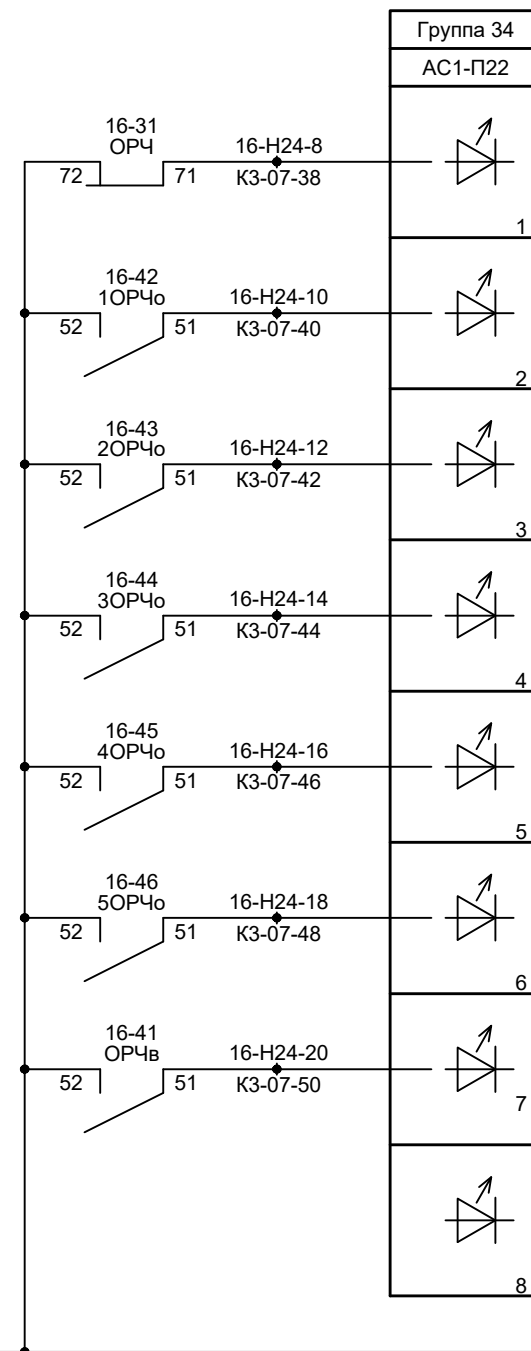 Группа 34
АС1-П22
16-31
ОРЧ
16-Н24-8
72
71
К3-07-38
1
16-42
1ОРЧо
16-Н24-10
52
51
К3-07-40
2
16-43
2ОРЧо
16-Н24-12
52
51
К3-07-42
3
16-44
3ОРЧо
16-Н24-14
52
51
К3-07-44
4
16-45
4ОРЧо
16-Н24-16
52
51
К3-07-46
5
16-46
5ОРЧо
16-Н24-18
52
51
К3-07-48
6
16-41
ОРЧв
16-Н24-20
52
51
К3-07-50
7
8